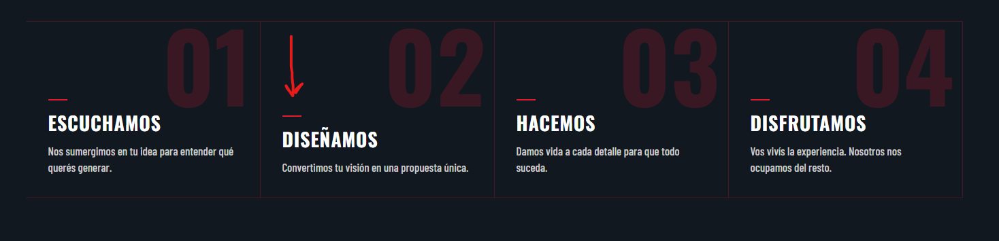 01
ESCUCHAMOS
Nos sumergimos en tu idea para entender qué
querés generar.
02
DISEÑAMOS
Convertimos tu visión en una propuesta única.
03
HACEMOS
Damos vida a cada detalle para que todo
suceda.
04
DISFRUTAMOS
Vos vivís la experiencia. Nosotros nos
ocupamos del resto.